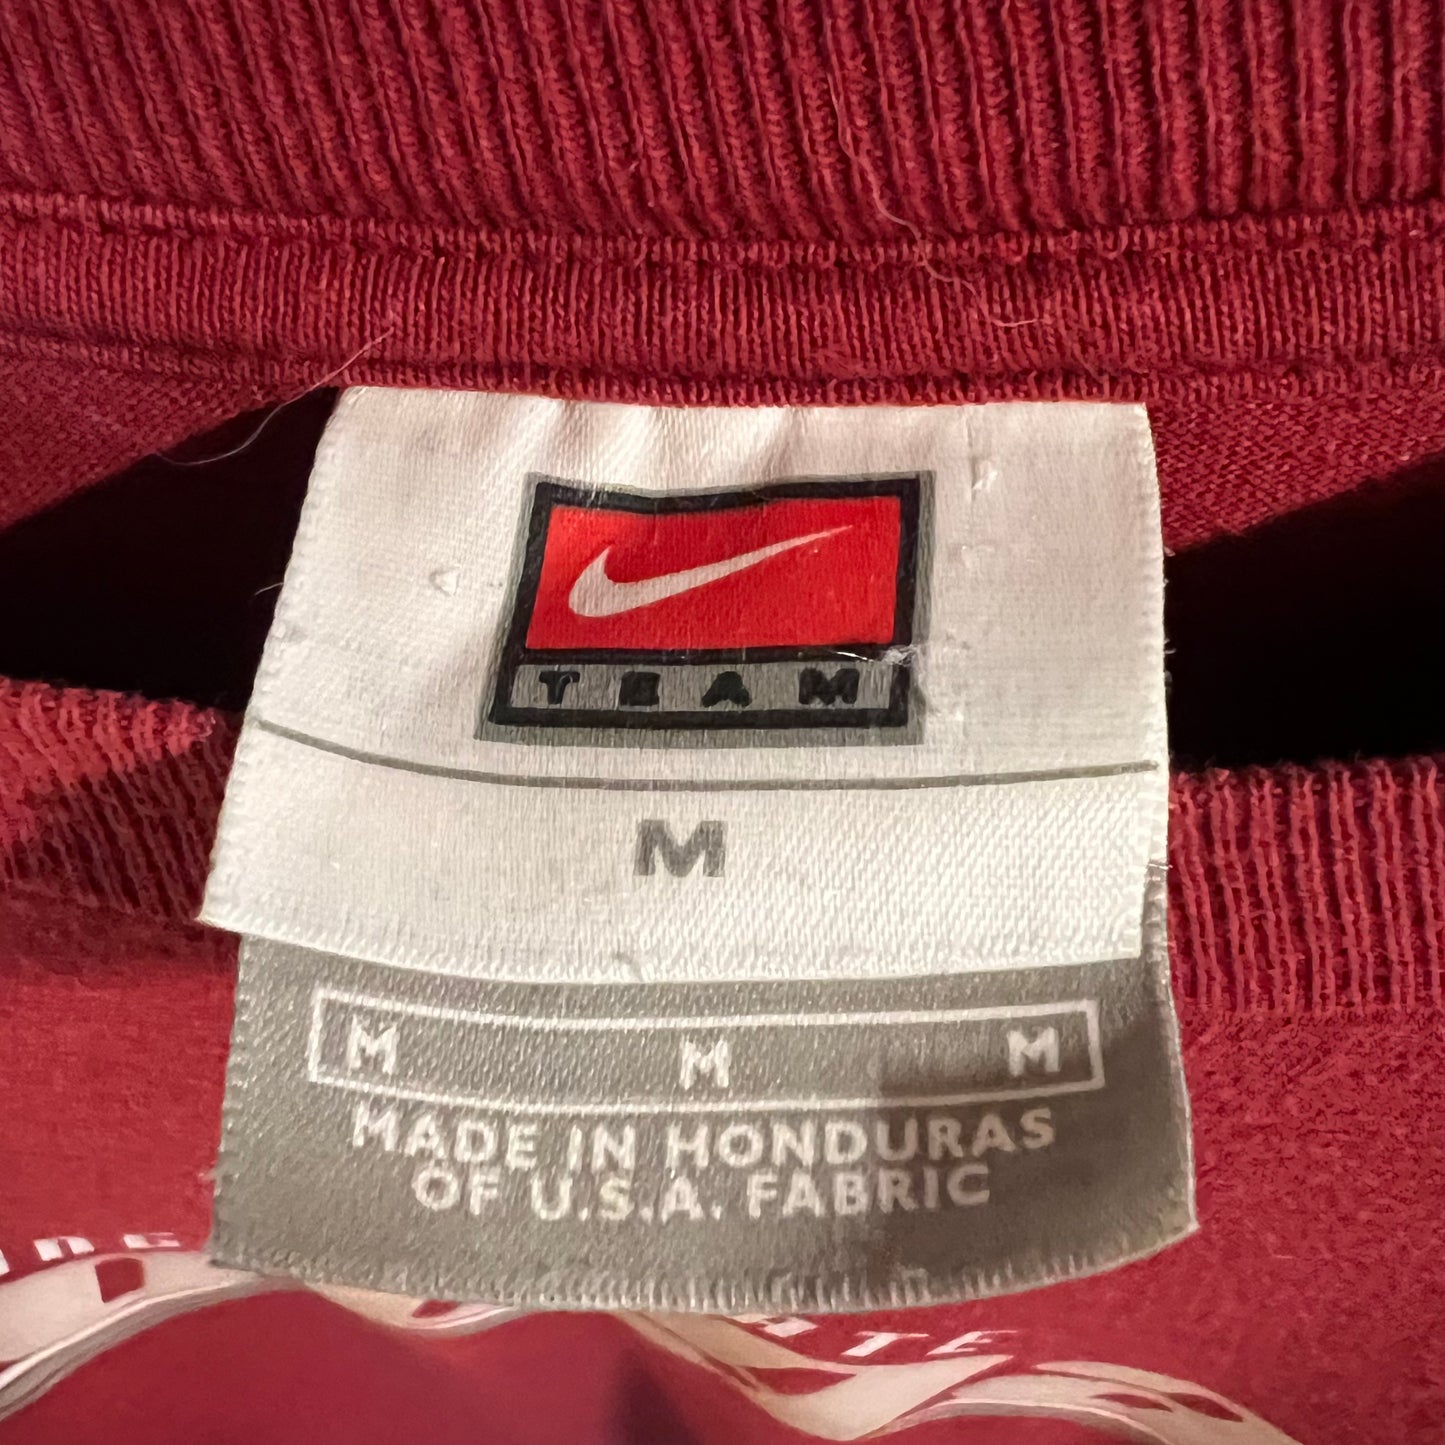 TEAM
M
M M M
MADE IN HONDURAS
OF U.S.A. FABRIC